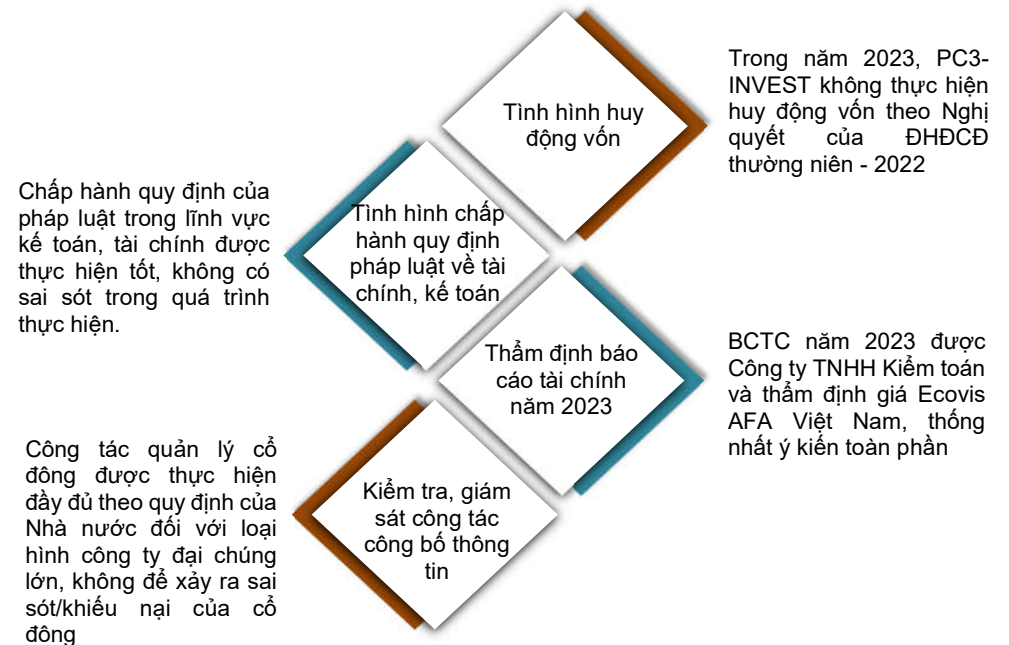 Tình hình huy
động vốn
Trong năm 2023, PC3-
INVEST không thực hiện
huy động vốn theo Nghị
quyết của ĐHĐCĐ
thường niên - 2022
Chấp hành quy định của
pháp luật trong lĩnh vực
kế toán, tài chính được
thực hiện tốt, không có
sai sót trong quá trình
thực hiện.
Tình hình chấp
hành quy định
pháp luật về tài
chính, kế toán
Thẩm định báo
cáo tài chính
năm 2023
BCTC năm 2023 được
Công ty TNHH Kiểm toán
và thẩm định giá Ecovis
AFA Việt Nam, thống
nhất ý kiến toàn phần
Công tác quản lý cổ
đông được thực hiện
đầy đủ theo quy định của
Nhà nước đối với loại
hình công ty đại chúng
lớn, không để xảy ra sai
sót/khiếu nại của cổ
đông
Kiểm tra, giám
sát công tác
công bố thông
tin